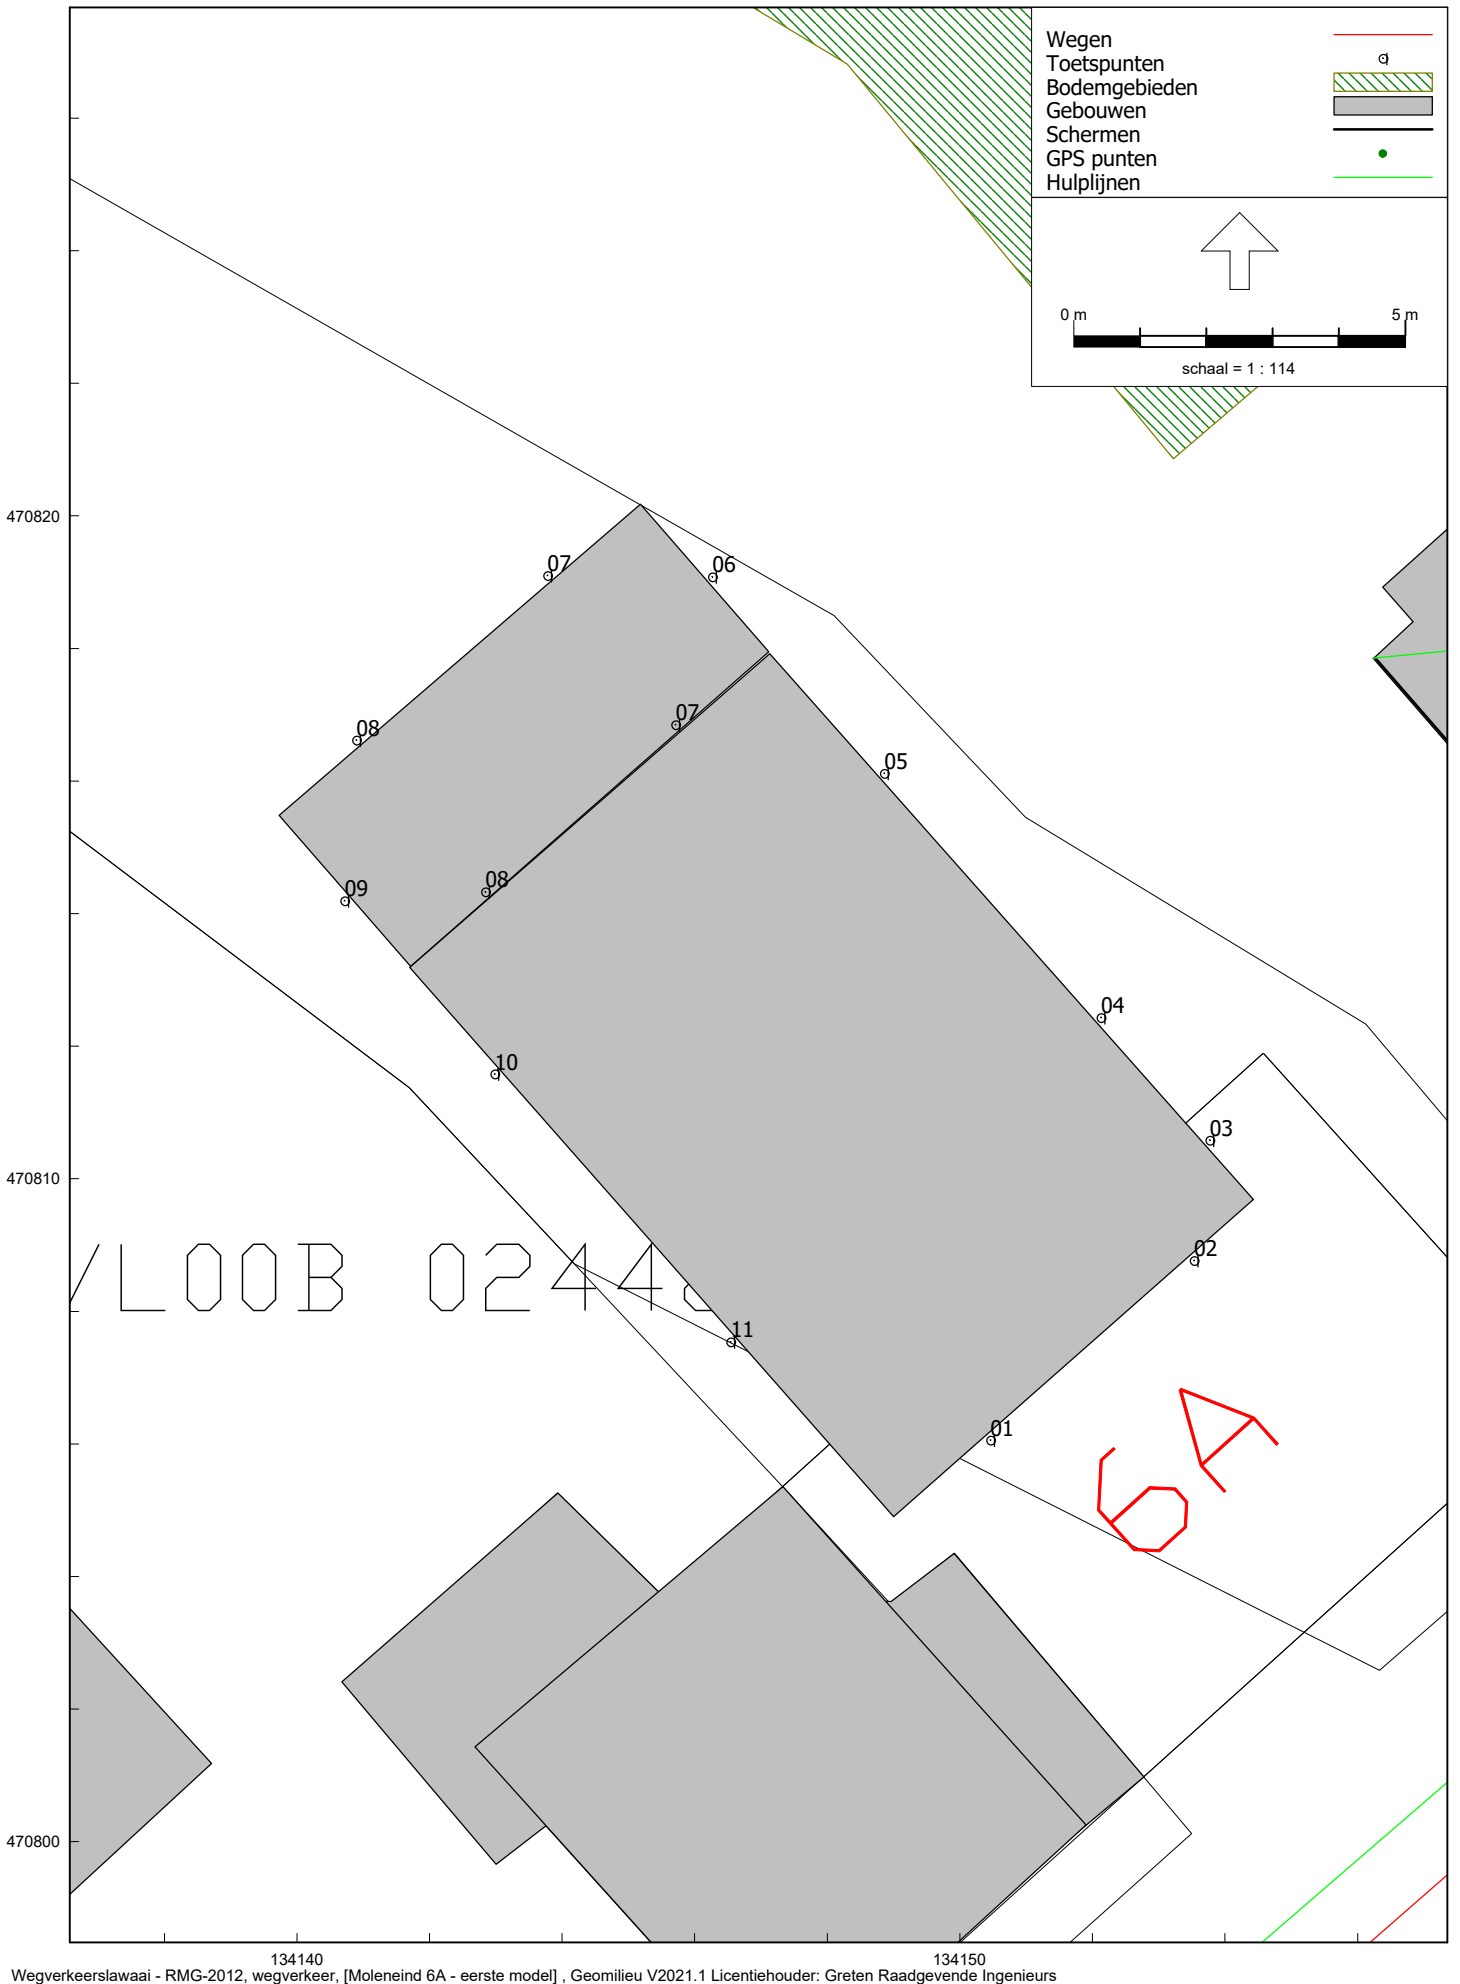 Wegen
Toetspunten
Bodemgebieden
Gebouwen
Schermen
GPS punten
Hulplijnen
0 m 5 m
schaal = 1 : 114
470820
07
06
07
08
05
08
09
04
10
03
470810
02
LOOB 0244
11
01
6A
470800
134140 134150
Wegverkeerslawaai - RMG-2012, wegverkeer, [Moleneind 6A - eerste model] , Geomilieu V2021.1 Licentiehouder: Greten Raadgevende Ingenieurs